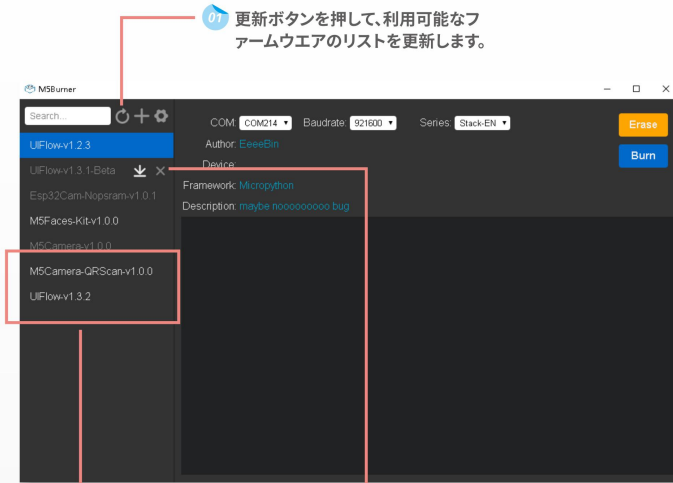 01 更新ボタンを押して、利用可能なフ
ァームウエアのリストを更新します。
M5Burner
Search...
COM: COM214 Baudrate: 921600 Series: Stack-EN
Erase
UIFlow-v1.2.3
Author: EeeeBin
Burn
UIFlow-v1.3.1-Beta
Device:
Esp32Cam-Nopsram-v1.0.1
Framework: Micropython
M5Faces-Kit-v1.0.0
Description: maybe nooooooooo bug
M5Camera-v1.0.0
M5Camera-QRScan-v1.0.0
UIFlow-v1.3.2